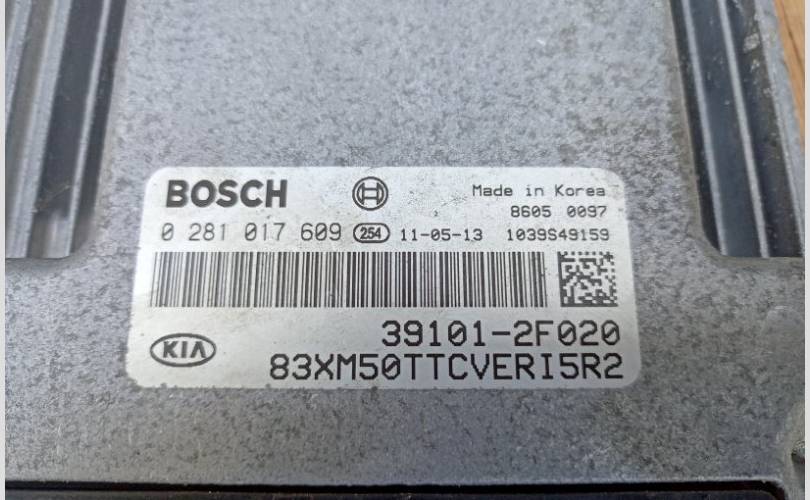 BOSCH Made in Korea
8605 0097
0 281 017 609 254 11-05-13 1039S49159
39101-2F020
KIA 83XM50TTCVERI5R2